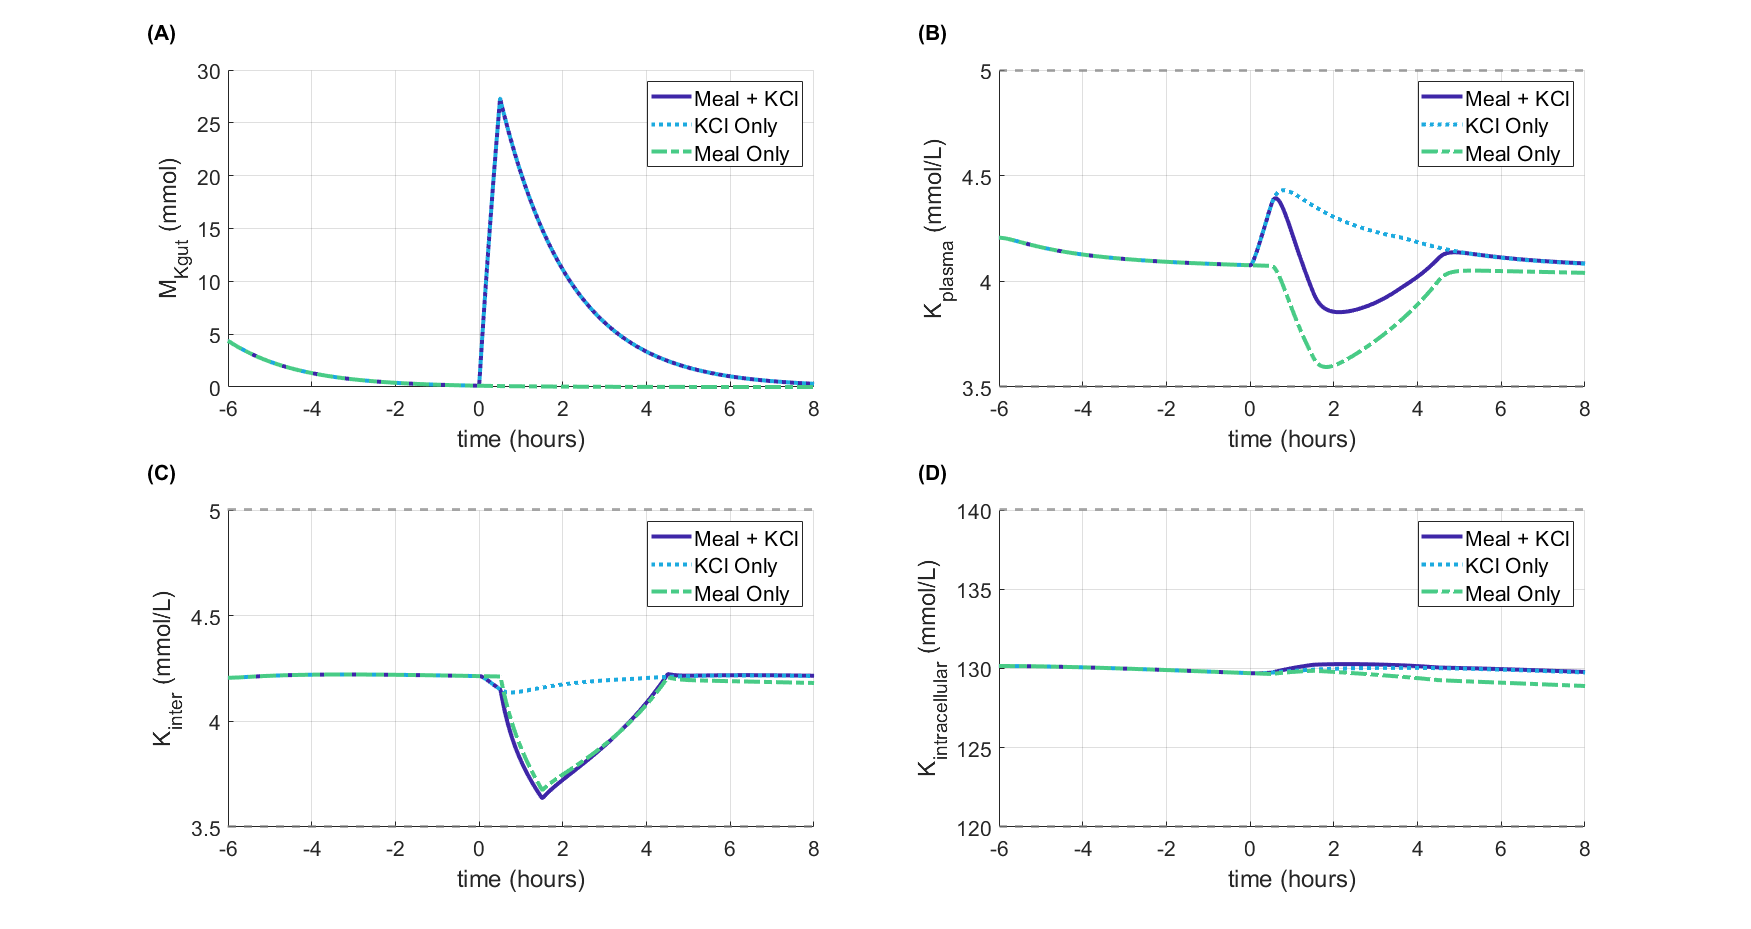 (A)
30
25
20
15
10
5
0
M_Kgut (mmol)
-6 -4 -2 0 2 4 6 8
time (hours)
Meal + KCl
KCl Only
Meal Only
(B)
5
4.5
4
3.5
K_plasma (mmol/L)
-6 -4 -2 0 2 4 6 8
time (hours)
Meal + KCl
KCl Only
Meal Only
(C)
5
4.5
4
3.5
K_inter (mmol/L)
-6 -4 -2 0 2 4 6 8
time (hours)
Meal + KCl
KCl Only
Meal Only
(D)
140
135
130
125
120
K_intracellular (mmol/L)
-6 -4 -2 0 2 4 6 8
time (hours)
Meal + KCl
KCl Only
Meal Only